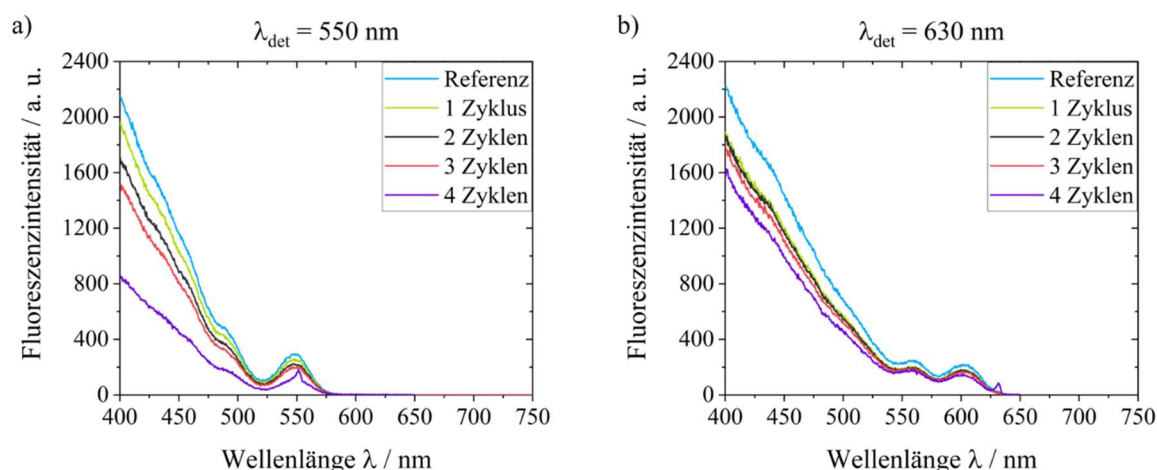 a)
λdet = 550 nm
Fluoreszenzintensität / a. u.
2400
2000
1600
1200
800
400
0
Referenz
1 Zyklus
2 Zyklen
3 Zyklen
4 Zyklen
400 450 500 550 600 650 700 750
Wellenlänge λ / nm
b)
λdet = 630 nm
Fluoreszenzintensität / a. u.
2400
2000
1600
1200
800
400
0
Referenz
1 Zyklus
2 Zyklen
3 Zyklen
4 Zyklen
400 450 500 550 600 650 700 750
Wellenlänge λ / nm